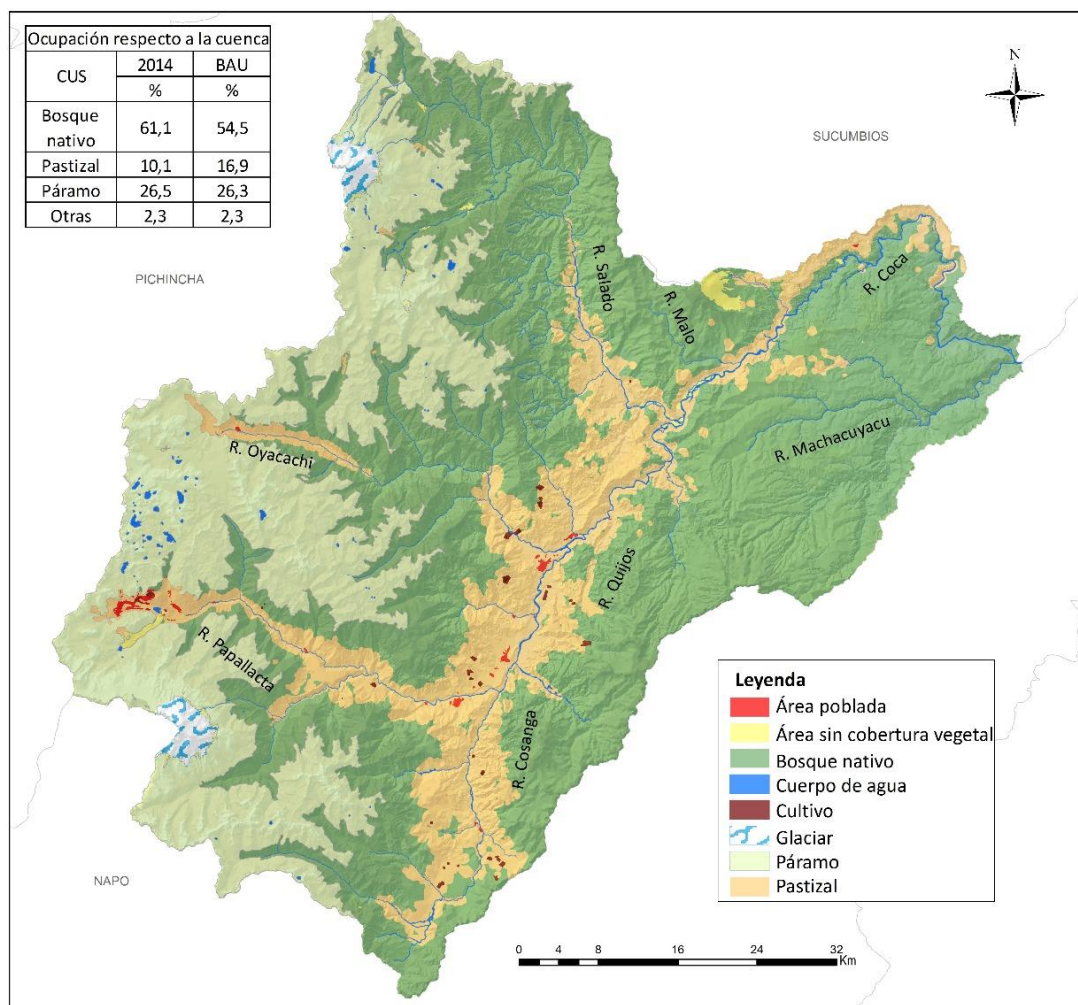 Ocupación respecto a la cuenca
CUS 2014 BAU
% %
Bosque nativo 61,1 54,5
Pastizal 10,1 16,9
Páramo 26,5 26,3
Otras 2,3 2,3
N
SUCUMBIOS
PICHINCHA
NAPO
R. Salado
R. Malo
R. Coca
R. Machacuyacu
R. Oyacachi
R. Quijos
R. Papallacta
R. Cosanga
Leyenda
Área poblada
Área sin cobertura vegetal
Bosque nativo
Cuerpo de agua
Cultivo
Glaciar
Páramo
Pastizal
0 2 4 6 8 16 24 32
Km